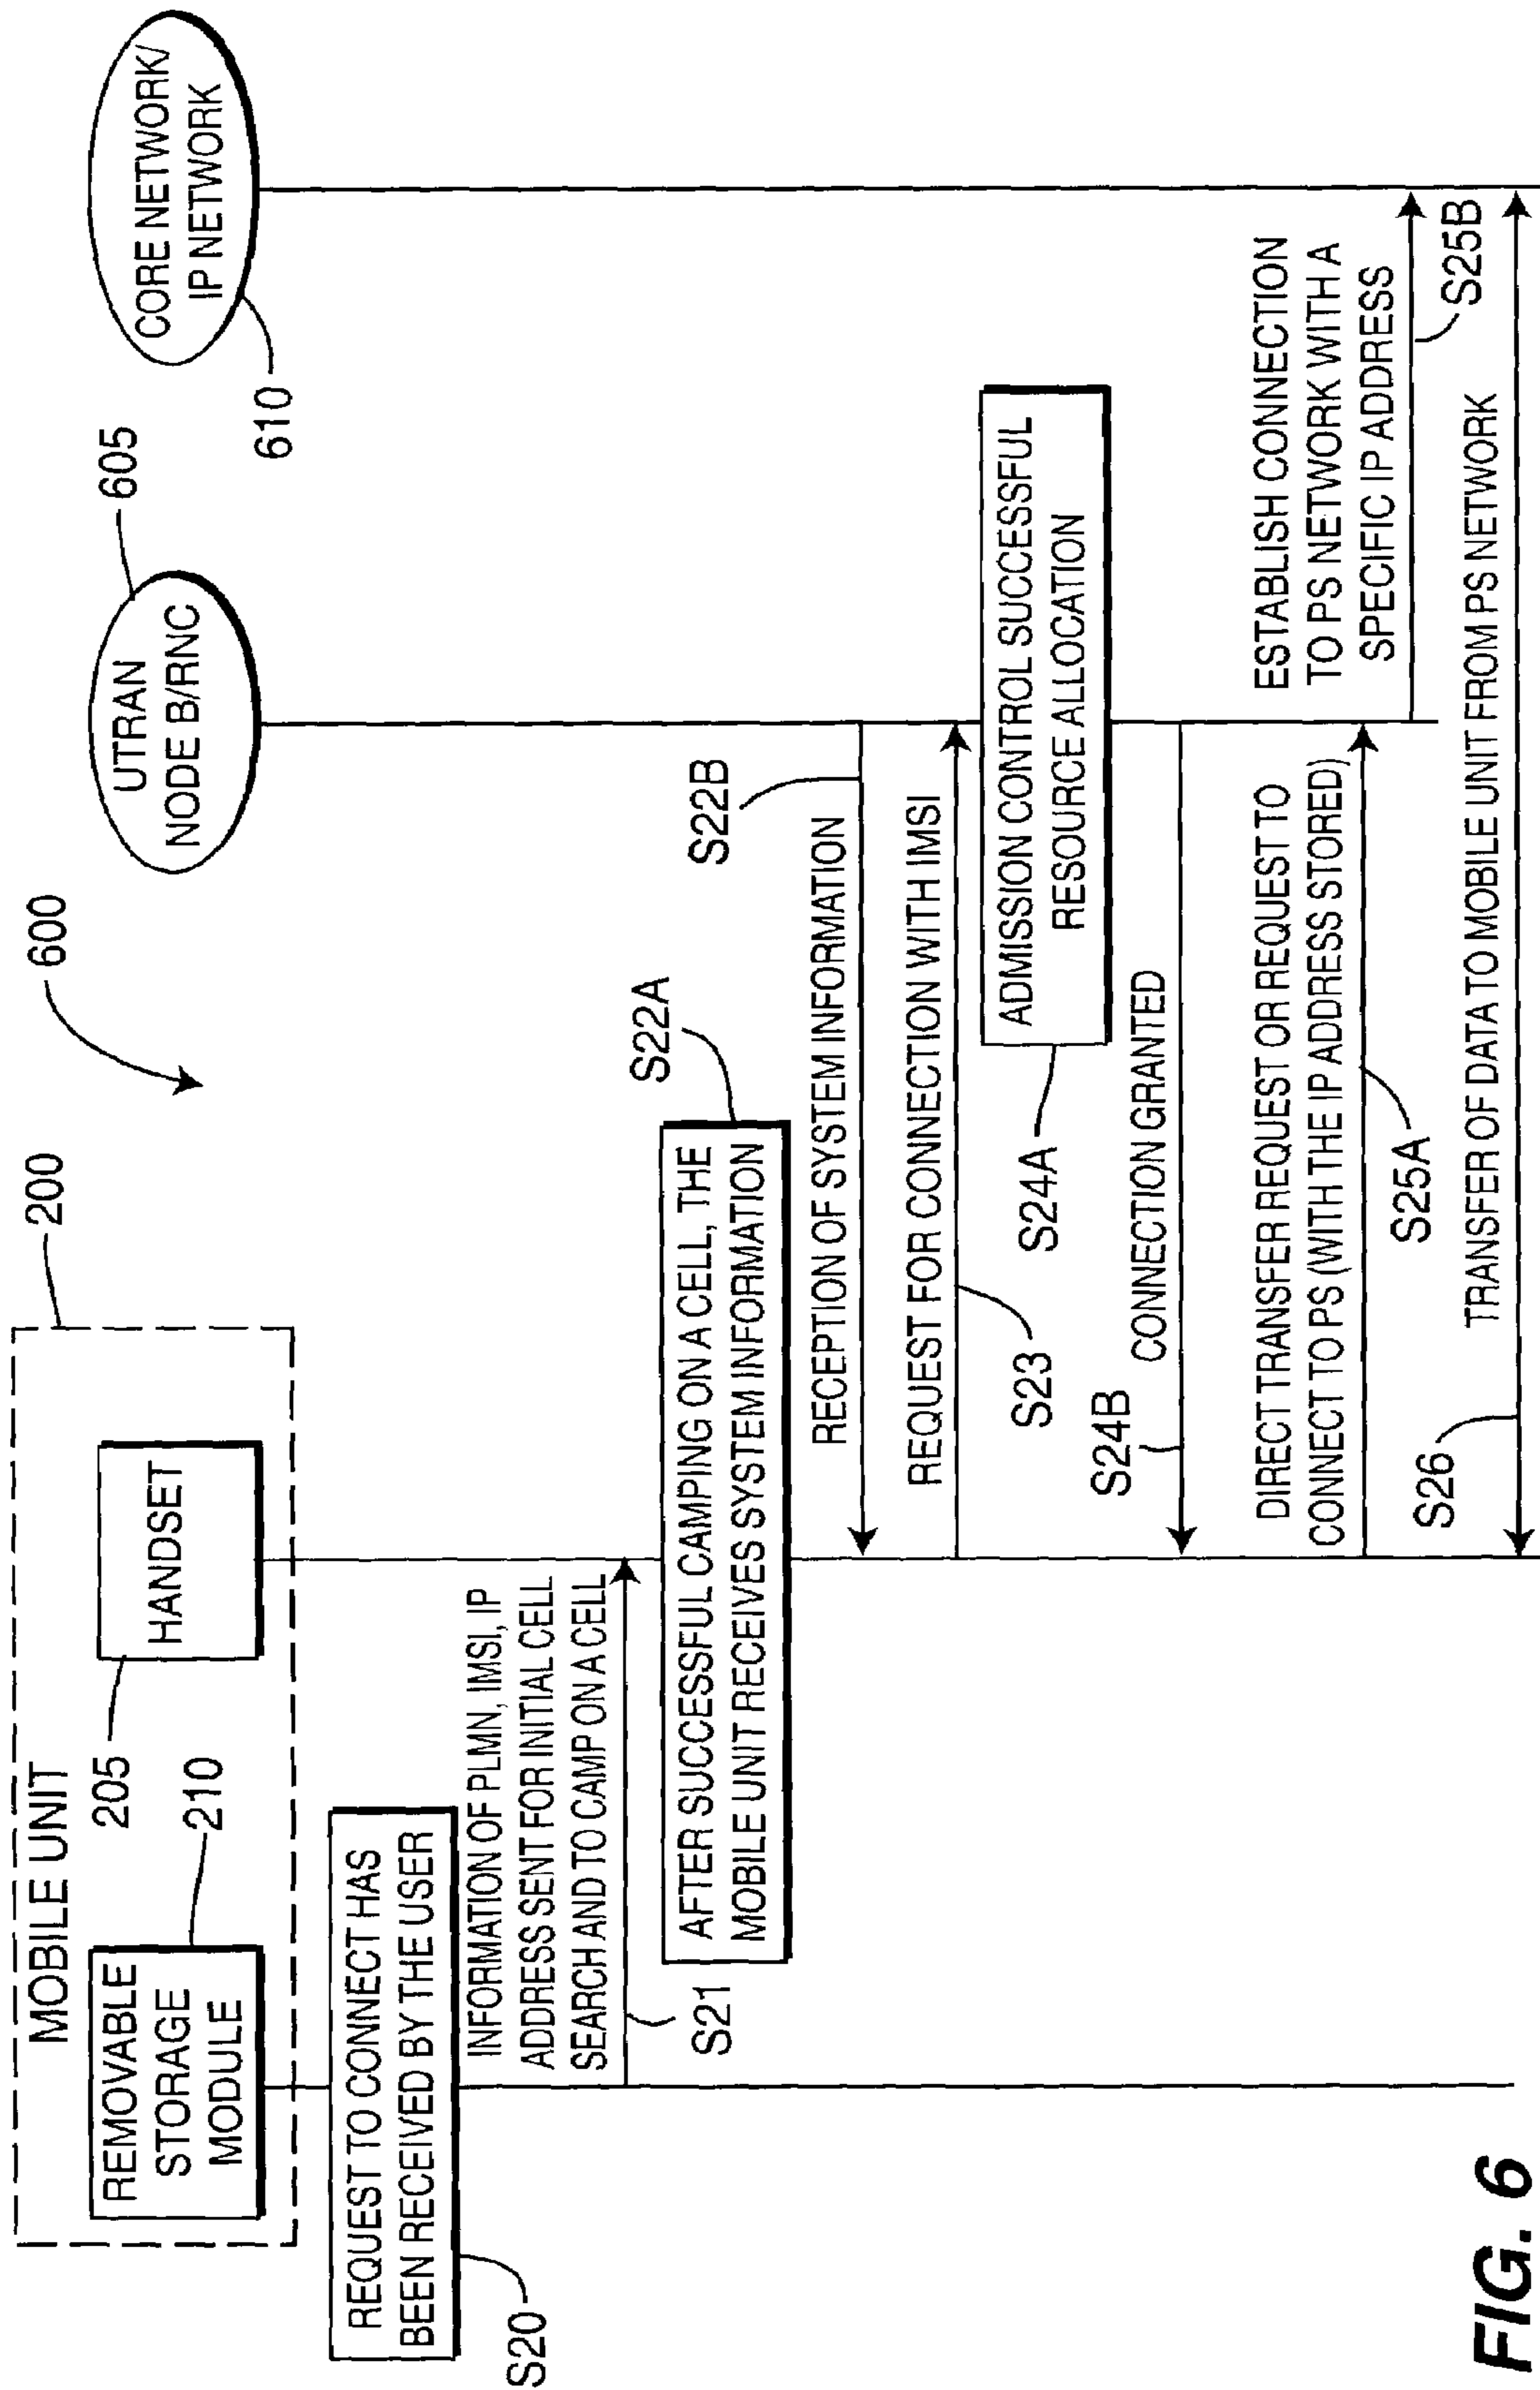 600
MOBILE UNIT
200
REMOVABLE
STORAGE
MODULE
210
205
HANDSET
UTRAN
NODE B/RNC
605
CORE NETWORK/
IP NETWORK
610
REQUEST TO CONNECT HAS
BEEN RECEIVED BY THE USER
S20
INFORMATION OF PLMN, IMSI, IP
ADDRESS SENT FOR INITIAL CELL
SEARCH AND TO CAMP ON A CELL
S21
AFTER SUCCESSFUL CAMPING ON A CELL, THE
MOBILE UNIT RECEIVES SYSTEM INFORMATION
S22A
S22B
RECEPTION OF SYSTEM INFORMATION
REQUEST FOR CONNECTION WITH IMSI
S23
ADMISSION CONTROL SUCCESSFUL
RESOURCE ALLOCATION
S24A
CONNECTION GRANTED
S24B
DIRECT TRANSFER REQUEST OR REQUEST TO
CONNECT TO PS (WITH THE IP ADDRESS STORED)
S25A
ESTABLISH CONNECTION
TO PS NETWORK WITH A
SPECIFIC IP ADDRESS
S25B
TRANSFER OF DATA TO MOBILE UNIT FROM PS NETWORK
S26
FIG. 6